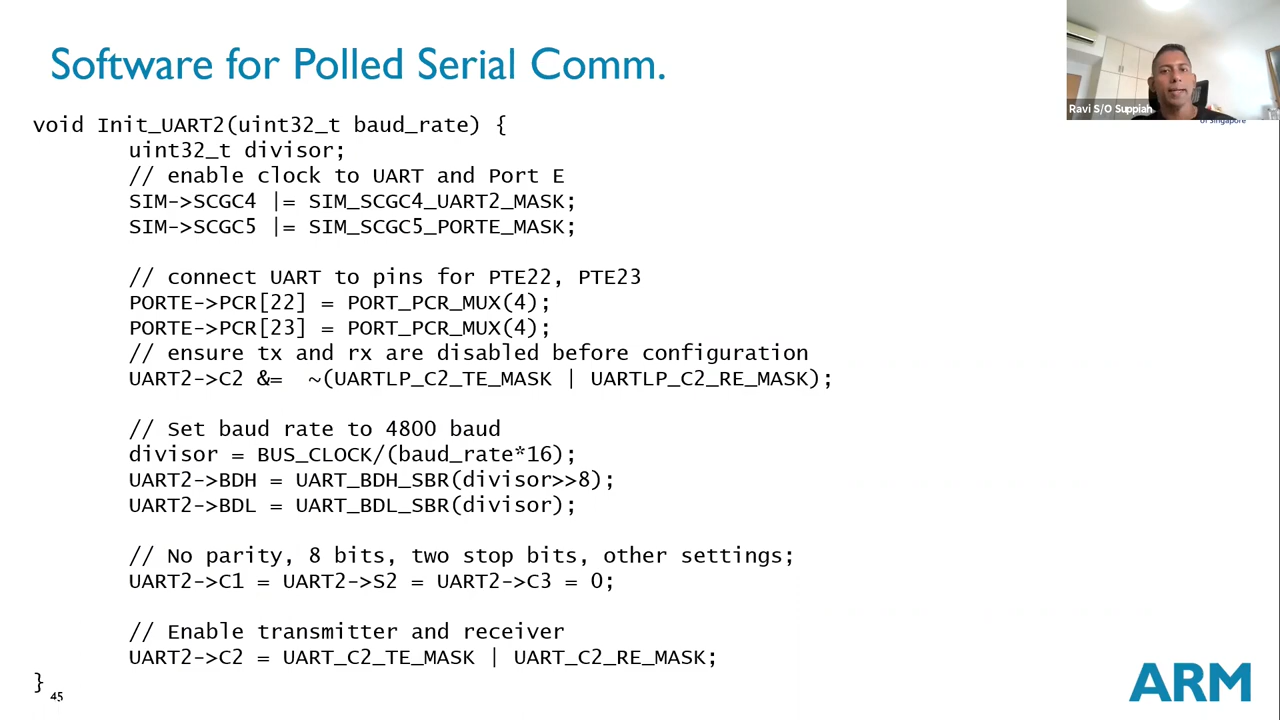 Software for Polled Serial Comm.
Ravi S/O Suppiah
of Singapore
void Init_UART2(uint32_t baud_rate) {
uint32_t divisor;
// enable clock to UART and Port E
SIM->SCGC4 |= SIM_SCGC4_UART2_MASK;
SIM->SCGC5 |= SIM_SCGC5_PORTE_MASK;
// connect UART to pins for PTE22, PTE23
PORTE->PCR[22] = PORT_PCR_MUX(4);
PORTE->PCR[23] = PORT_PCR_MUX(4);
// ensure tx and rx are disabled before configuration
UART2->C2 &=  ~(UARTLP_C2_TE_MASK | UARTLP_C2_RE_MASK);
// Set baud rate to 4800 baud
divisor = BUS_CLOCK/(baud_rate*16);
UART2->BDH = UART_BDH_SBR(divisor>>8);
UART2->BDL = UART_BDL_SBR(divisor);
// No parity, 8 bits, two stop bits, other settings;
UART2->C1 = UART2->S2 = UART2->C3 = 0;
// Enable transmitter and receiver
UART2->C2 = UART_C2_TE_MASK | UART_C2_RE_MASK;
}
45
ARM